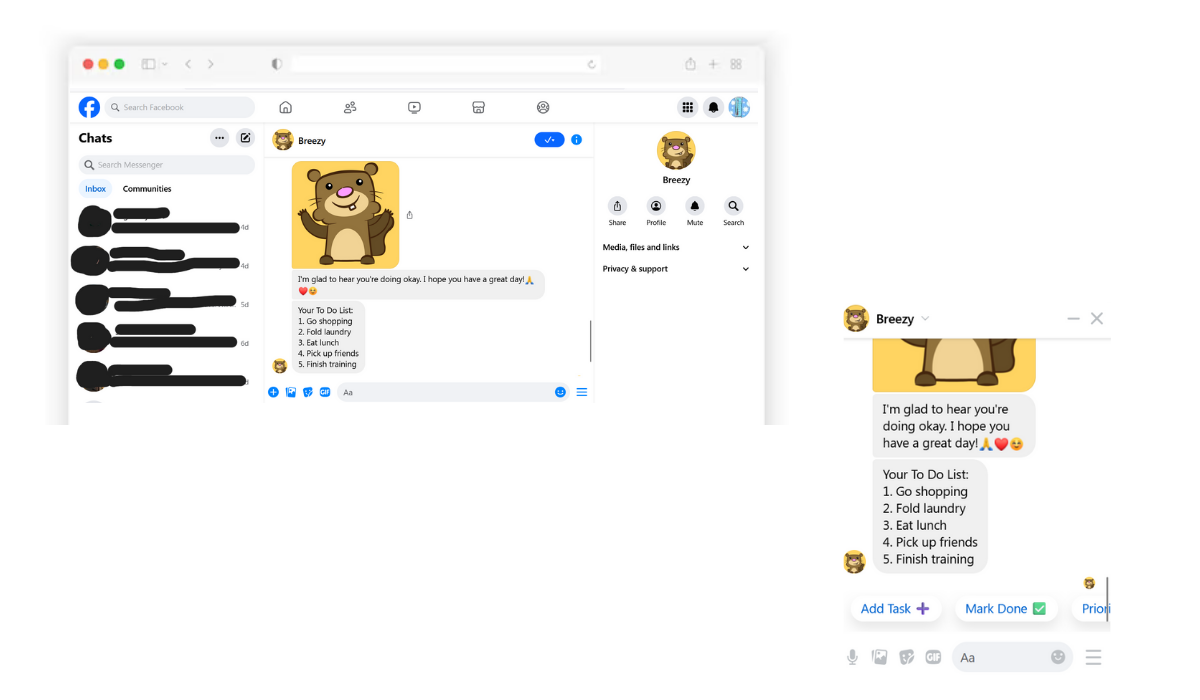 Search Facebook
Chats
Search Messenger
Inbox Communities
4d
4d
5d
6d
Breezy
I'm glad to hear you're doing okay. I hope you have a great day!🙏
❤️😊
Your To Do List:
1. Go shopping
2. Fold laundry
3. Eat lunch
4. Pick up friends
5. Finish training
GIF
Aa
Breezy
Share Profile Mute Search
Media, files and links
Privacy & support
Breezy
I'm glad to hear you're
doing okay. I hope you
have a great day!🙏❤️😊
Your To Do List:
1. Go shopping
2. Fold laundry
3. Eat lunch
4. Pick up friends
5. Finish training
Add Task ➕ Mark Done ✅ Priori
GIF
Aa